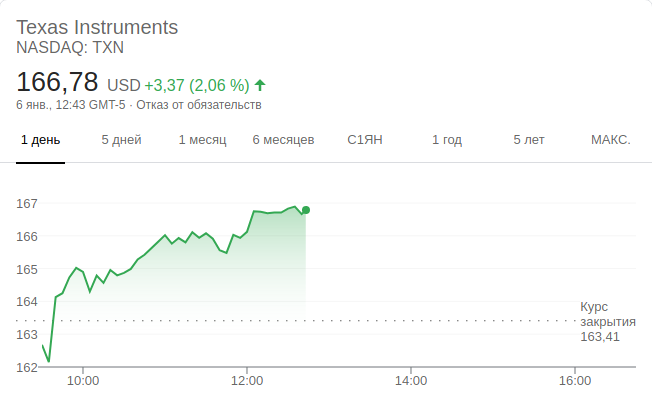 Texas Instruments
NASDAQ: TXN
166,78 USD +3,37 (2,06 %)
6 янв., 12:43 GMT-5 · Отказ от обязательств
1 день 5 дней 1 месяц 6 месяцев С1ЯН 1 год 5 лет МАКС.
167
166
165
164
Курс
закрытия
163,41
163
162
10:00 12:00 14:00 16:00